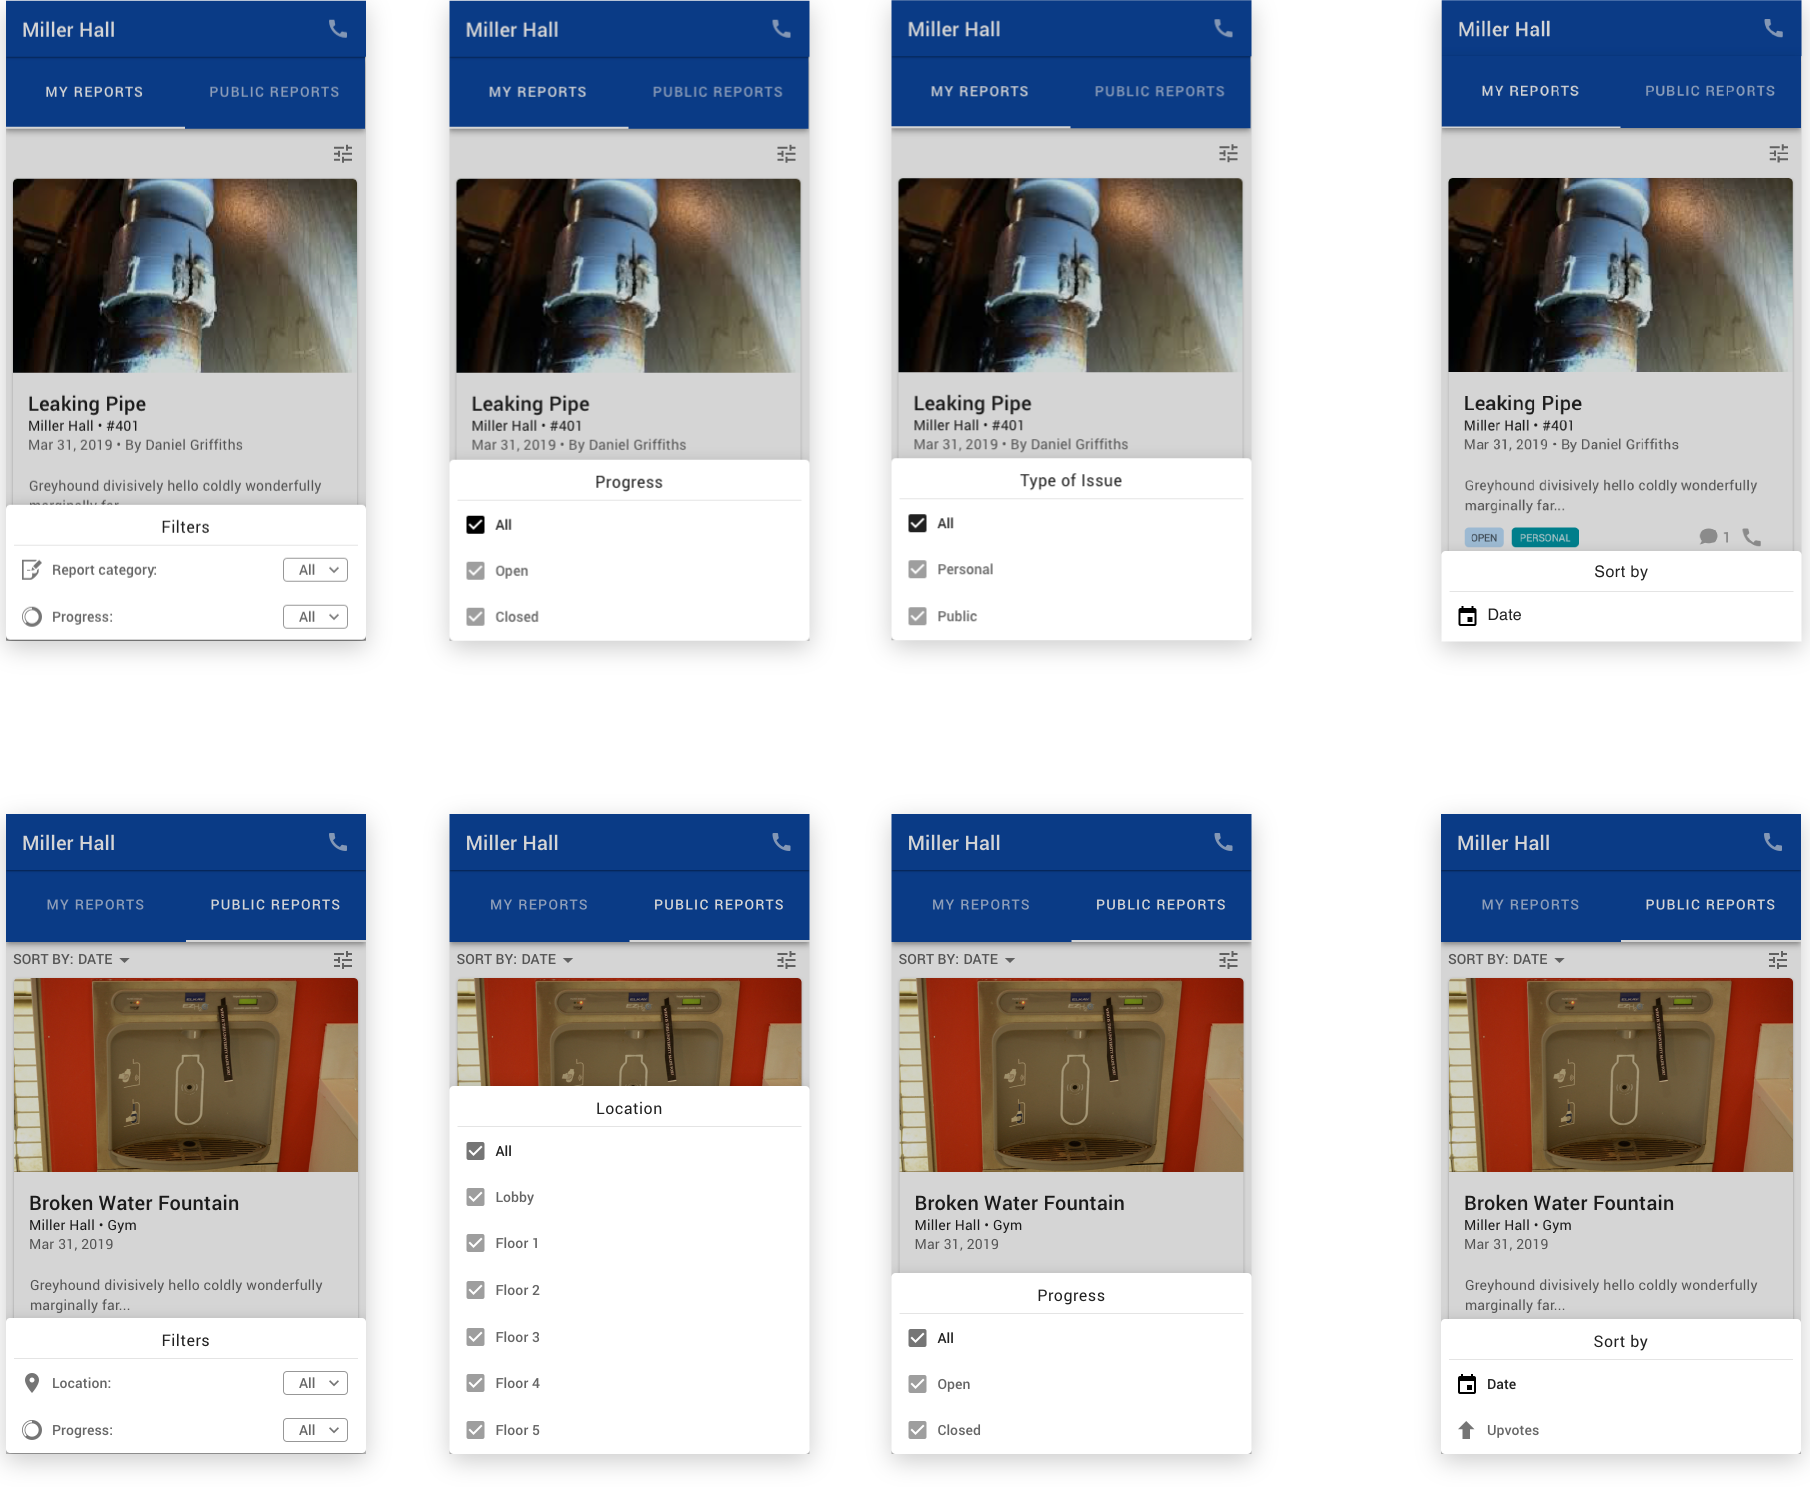 Miller Hall
MY REPORTS PUBLIC REPORTS
Leaking Pipe
Miller Hall • #401
Mar 31, 2019 • By Daniel Griffiths
Greyhound divisively hello coldly wonderfully
marginally far...
Filters
Report category: All
Progress: All
Miller Hall
MY REPORTS PUBLIC REPORTS
Leaking Pipe
Miller Hall • #401
Mar 31, 2019 • By Daniel Griffiths
Progress
All
Open
Closed
Miller Hall
MY REPORTS PUBLIC REPORTS
Leaking Pipe
Miller Hall • #401
Mar 31, 2019 • By Daniel Griffiths
Type of Issue
All
Personal
Public
Miller Hall
MY REPORTS PUBLIC REPORTS
Leaking Pipe
Miller Hall • #401
Mar 31, 2019 • By Daniel Griffiths
Greyhound divisively hello coldly wonderfully
marginally far...
OPEN PERSONAL 1
Sort by
Date
Miller Hall
MY REPORTS PUBLIC REPORTS
SORT BY: DATE
Broken Water Fountain
Miller Hall • Gym
Mar 31, 2019
Greyhound divisively hello coldly wonderfully
marginally far...
Filters
Location: All
Progress: All
Miller Hall
MY REPORTS PUBLIC REPORTS
SORT BY: DATE
Location
All
Lobby
Floor 1
Floor 2
Floor 3
Floor 4
Floor 5
Miller Hall
MY REPORTS PUBLIC REPORTS
SORT BY: DATE
Broken Water Fountain
Miller Hall • Gym
Mar 31, 2019
Progress
All
Open
Closed
Miller Hall
MY REPORTS PUBLIC REPORTS
SORT BY: DATE
Broken Water Fountain
Miller Hall • Gym
Mar 31, 2019
Greyhound divisively hello coldly wonderfully
marginally far...
Sort by
Date
Upvotes